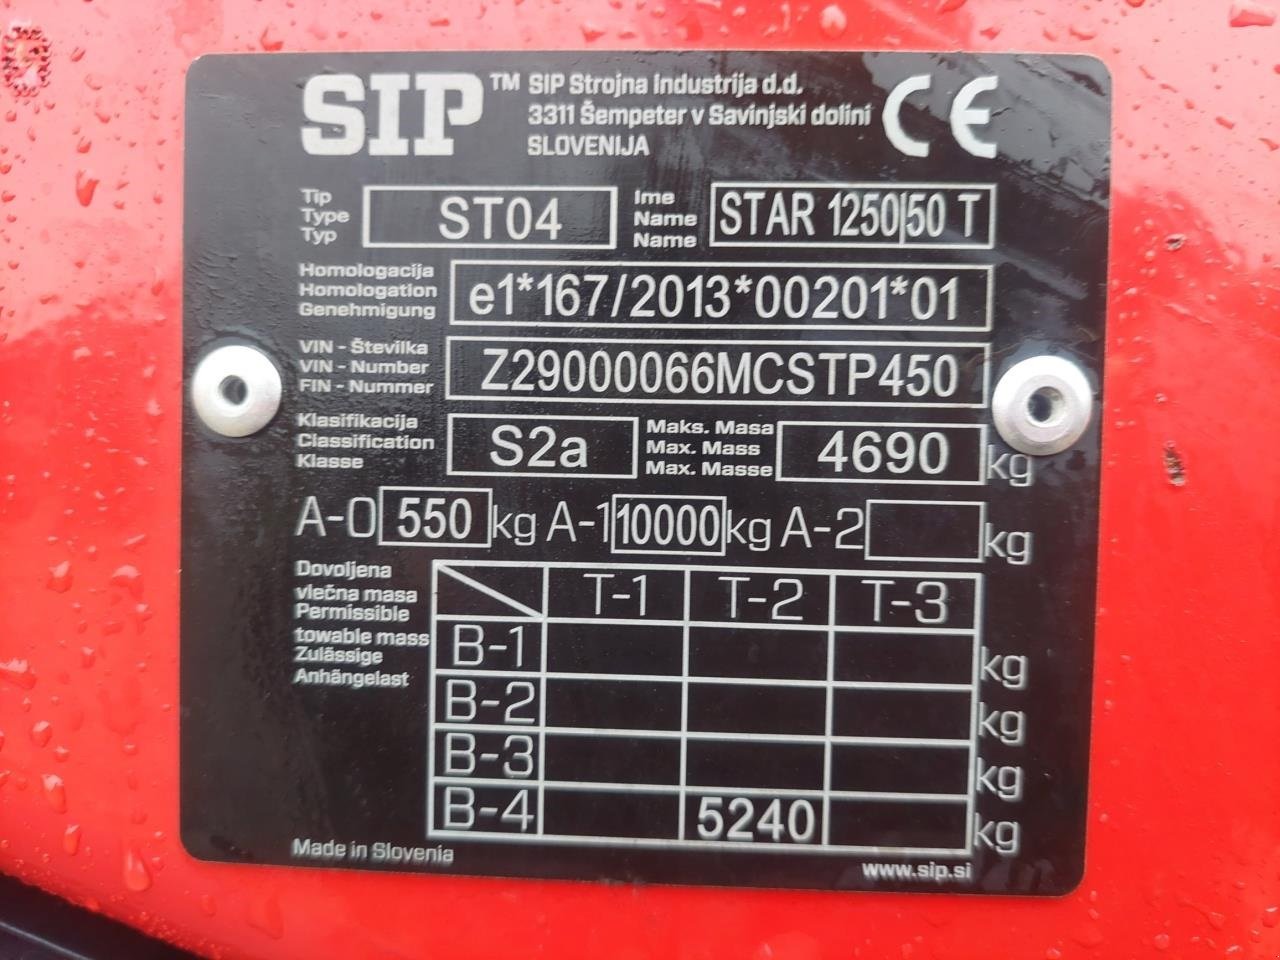 SIP™ SIP Strojna Industrija d.d.
3311 Šempeter v Savinjski dolini
SLOVENIJA
CE
Tip
Type
Typ
ST04
Ime
Name
Name
STAR 1250|50 T
Homologacija
Homologation
Genehmigung
e1*167/2013*00201*01
VIN - Številka
VIN - Number
FIN - Nummer
Z29000066MCSTP450
Klasifikacija
Classification
Klasse
S2a
Maks. Masa
Max. Mass
Max. Masse
4690 kg
A-0 550 kg A-1 10000 kg A-2 kg
Dovoljena
vlečna masa
Permissible
towable mass
Zulässige
Anhängelast
T-1 T-2 T-3
B-1 kg
B-2 kg
B-3 kg
B-4 5240 kg
Made in Slovenia
www.sip.si